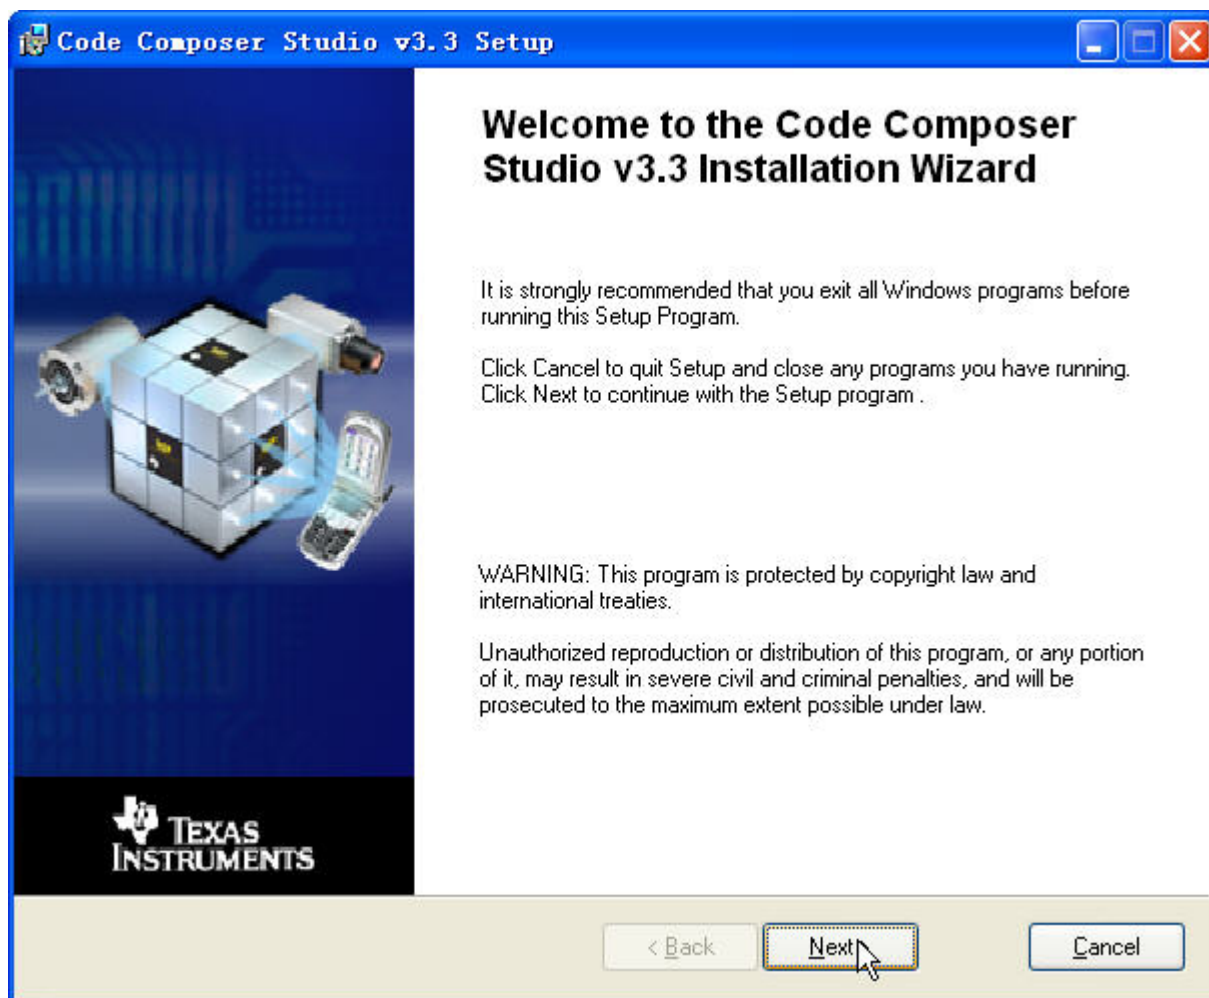 Code Composer Studio v3.3 Setup
Welcome to the Code Composer
Studio v3.3 Installation Wizard
It is strongly recommended that you exit all Windows programs before
running this Setup Program.
Click Cancel to quit Setup and close any programs you have running.
Click Next to continue with the Setup program .
WARNING: This program is protected by copyright law and
international treaties.
Unauthorized reproduction or distribution of this program, or any portion
of it, may result in severe civil and criminal penalties, and will be
prosecuted to the maximum extent possible under law.
TEXAS
INSTRUMENTS
< Back
Next
Cancel